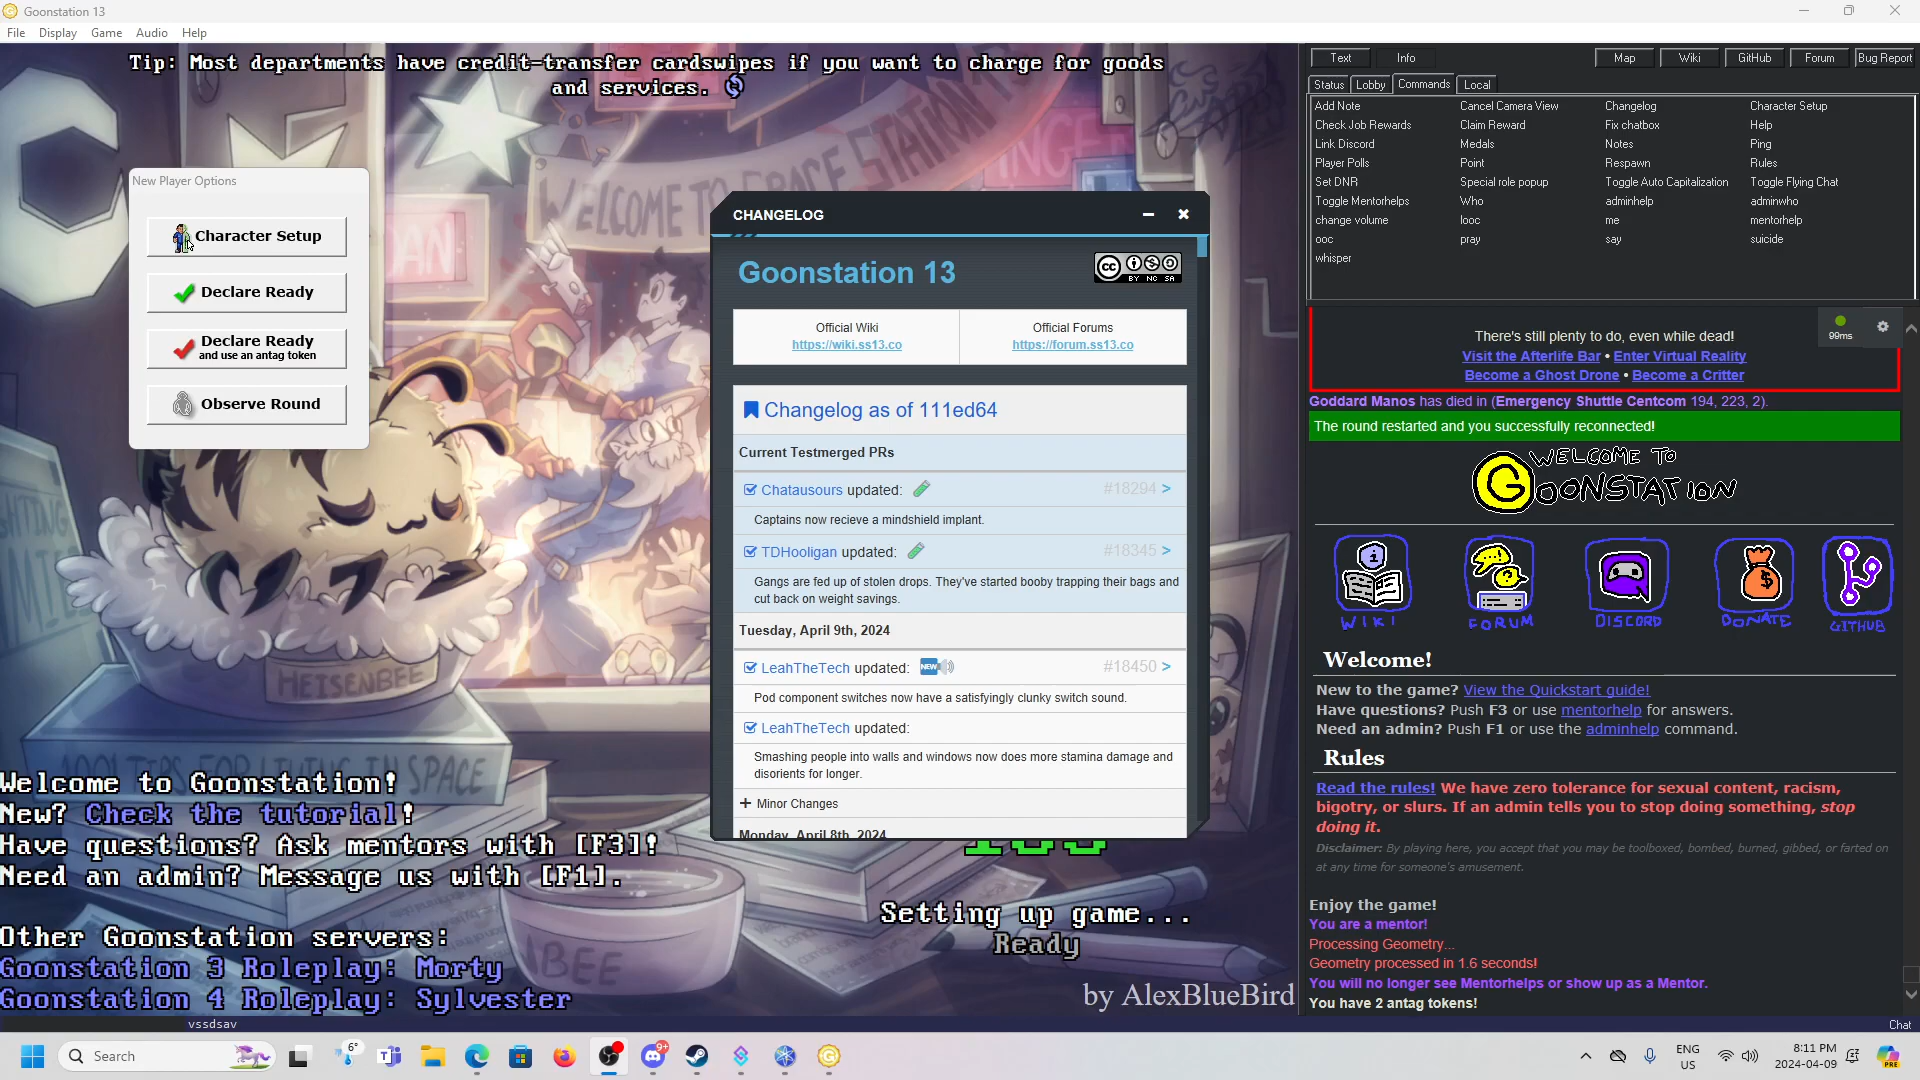 Goonstation 13
File Display Game Audio Help
Tip: Most departments have credit-transfer cardswipes if you want to charge for goods
and services.
WELCOME TO SPACE STATION
New Player Options
Character Setup
Declare Ready
Declare Ready
and use an antag token
Observe Round
HEISENBEE
Welcome to Goonstation!
New? Check the tutorial!
Have questions? Ask mentors with [F3]!
Need an admin? Message us with [F1].
Other Goonstation servers:
Goonstation 3 Roleplay: Morty
Goonstation 4 Roleplay: Sylvester
vssdsav
CHANGELOG
Goonstation 13
CC BY NC SA
Official Wiki
https://wiki.ss13.co
Official Forums
https://forum.ss13.co
Changelog as of 111ed64
Current Testmerged PRs
Chatausours updated: #18294 >
Captains now recieve a mindshield implant.
TDHooligan updated: #18345 >
Gangs are fed up of stolen drops. They've started booby trapping their bags and
cut back on weight savings.
Tuesday, April 9th, 2024
LeahTheTech updated: NEW #18450 >
Pod component switches now have a satisfyingly clunky switch sound.
LeahTheTech updated:
Smashing people into walls and windows now does more stamina damage and
disorients for longer.
+ Minor Changes
Monday, April 8th, 2024
Setting up game...
Ready
by AlexBlueBird
Text Info Map Wiki GitHub Forum Bug Report
Status Lobby Commands Local
Add Note Cancel Camera View Changelog Character Setup
Check Job Rewards Claim Reward Fix chatbox Help
Link Discord Medals Notes Ping
Player Polls Point Respawn Rules
Set DNR Special role popup Toggle Auto Capitalization Toggle Flying Chat
Toggle Mentorhelps Who adminhelp adminwho
change volume looc me mentorhelp
ooc pray say suicide
whisper
99ms
There's still plenty to do, even while dead!
Visit the Afterlife Bar • Enter Virtual Reality
Become a Ghost Drone • Become a Critter
Goddard Manos has died in (Emergency Shuttle Centcom 194, 223, 2).
The round restarted and you successfully reconnected!
WELCOME TO
GOONSTATION
WIKI FORUM DISCORD DONATE GITHUB
Welcome!
New to the game? View the Quickstart guide!
Have questions? Push F3 or use mentorhelp for answers.
Need an admin? Push F1 or use the adminhelp command.
Rules
Read the rules! We have zero tolerance for sexual content, racism,
bigotry, or slurs. If an admin tells you to stop doing something, stop
doing it.
Disclaimer: By playing here, you accept that you may be toolboxed, bombed, burned, gibbed, or farted on
at any time for someone's amusement.
Enjoy the game!
You are a mentor!
Processing Geometry...
Geometry processed in 1.6 seconds!
You will no longer see Mentorhelps or show up as a Mentor.
You have 2 antag tokens!
Chat
Search
6°
9+
ENG
US
8:11 PM
2024-04-09
PRE